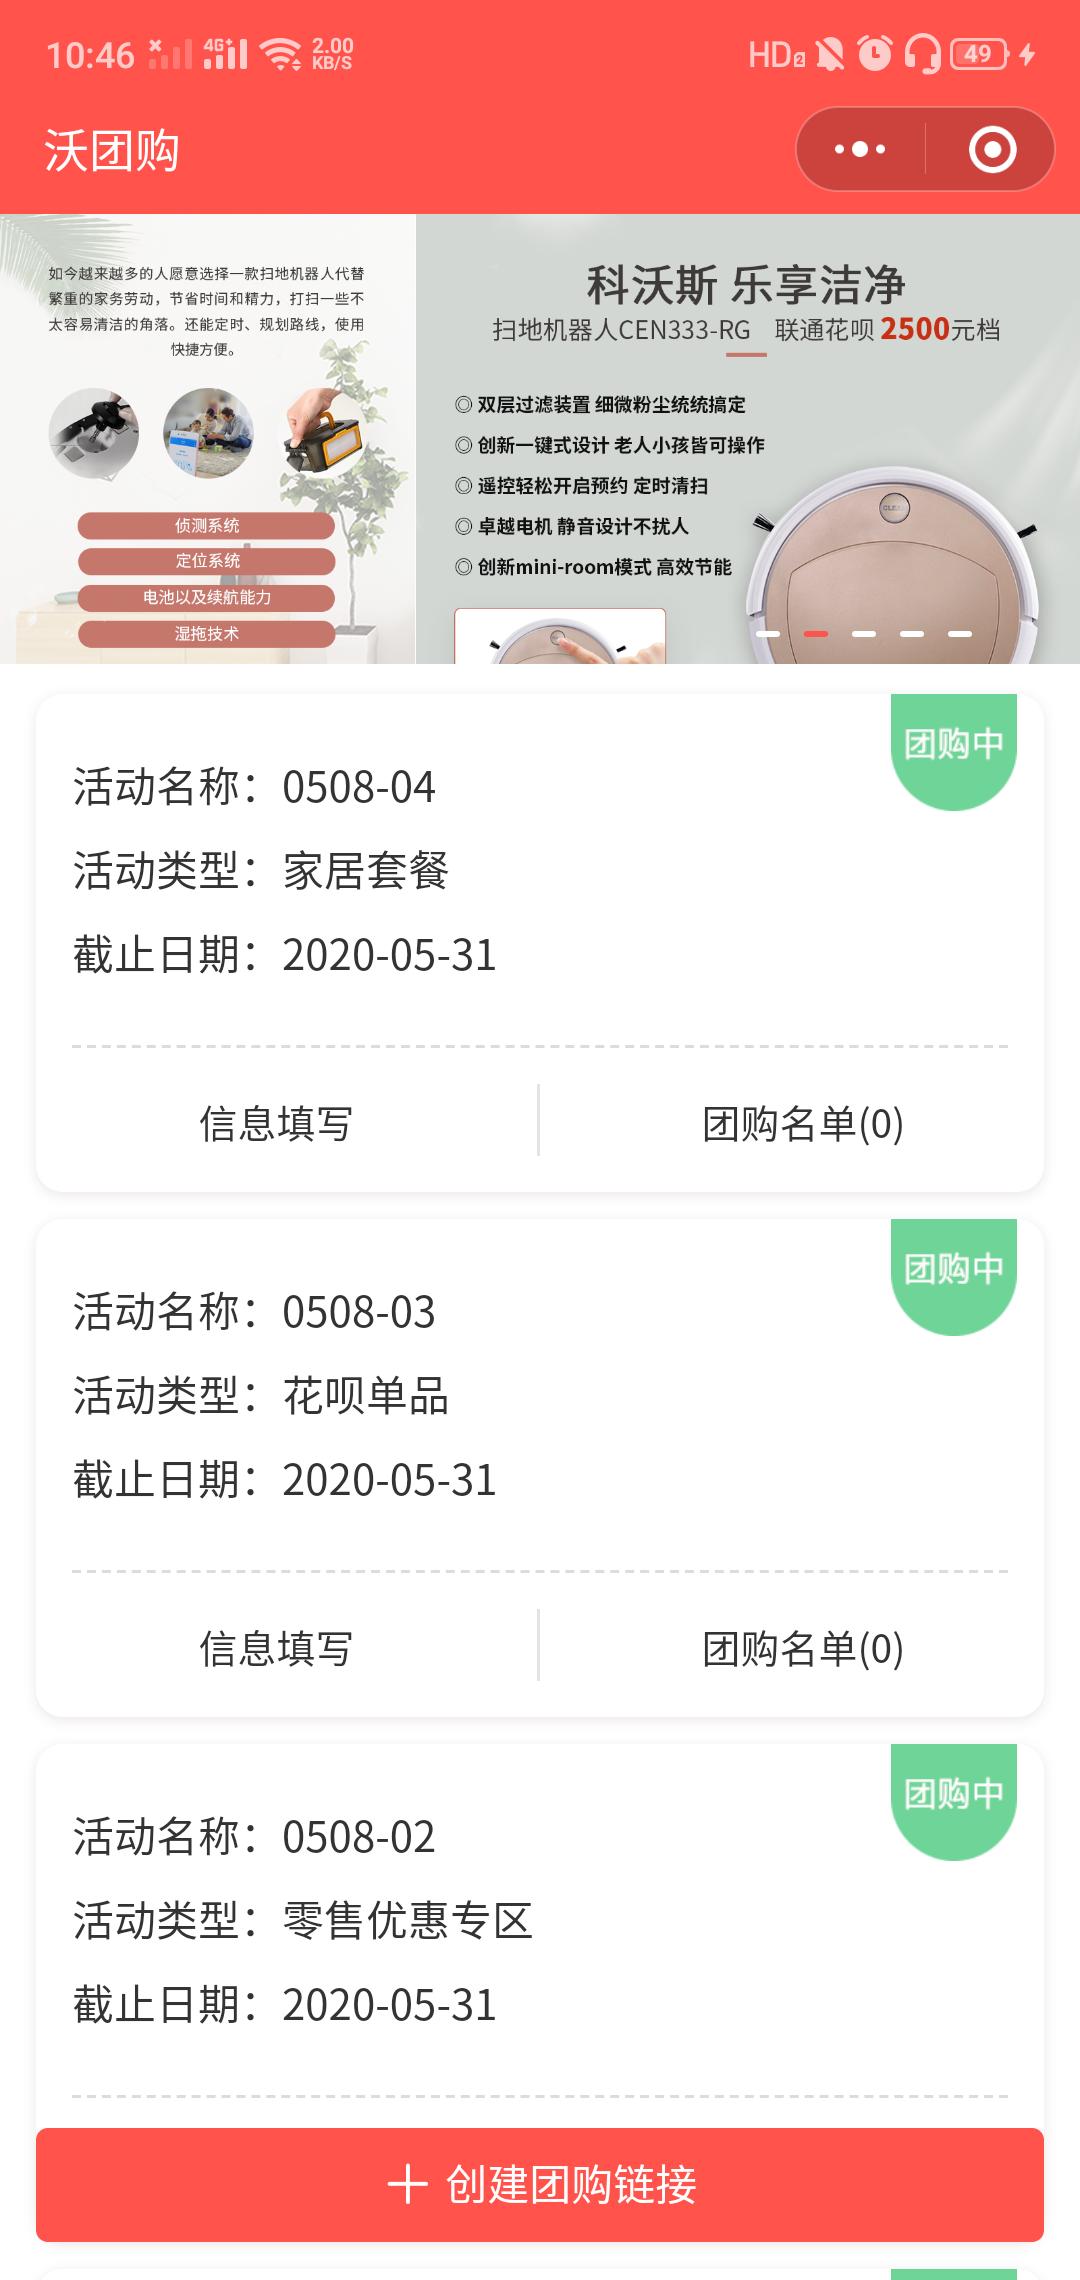 10:46
4G+
2.00
KB/S
HD2
49
沃团购
如今越来越多的人愿意选择一款扫地机器人代替
繁重的家务劳动，节省时间和精力，打扫一些不
太容易清洁的角落。还能定时、规划路线，使用
快捷方便。
侦测系统
定位系统
电池以及续航能力
湿拖技术
科沃斯 乐享洁净
扫地机器人CEN333-RG 联通花呗 2500元档
◎ 双层过滤装置 细微粉尘统统搞定
◎ 创新一键式设计 老人小孩皆可操作
◎ 遥控轻松开启预约 定时清扫
◎ 卓越电机 静音设计不扰人
◎ 创新mini-room模式 高效节能
团购中
活动名称：0508-04
活动类型：家居套餐
截止日期：2020-05-31
信息填写
团购名单(0)
团购中
活动名称：0508-03
活动类型：花呗单品
截止日期：2020-05-31
信息填写
团购名单(0)
团购中
活动名称：0508-02
活动类型：零售优惠专区
截止日期：2020-05-31
创建团购链接